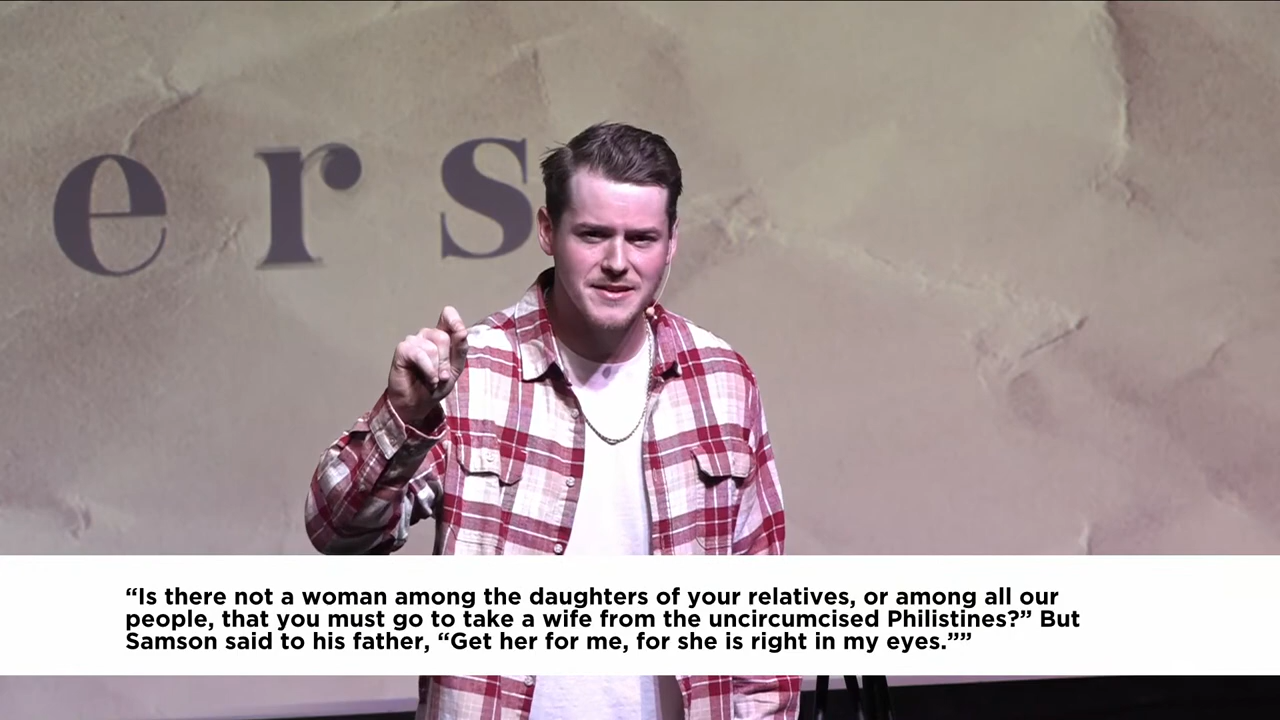 ers
“Is there not a woman among the daughters of your relatives, or among all our
people, that you must go to take a wife from the uncircumcised Philistines?” But
Samson said to his father, “Get her for me, for she is right in my eyes.””